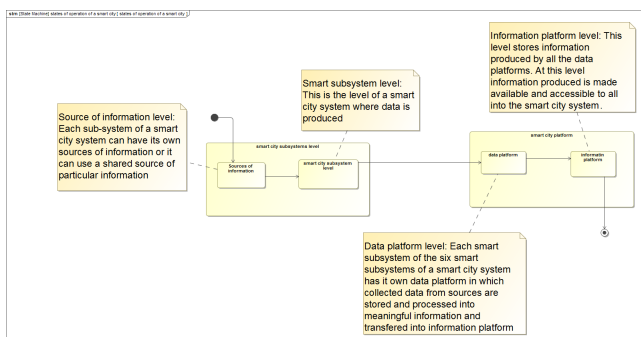 stm [State Machine] states of operation of a smart city [ states of operation of a smart city ]
Information platform level: This
level stores information
produced by all the data
platforms. At this level
information produced is made
available and accessible to all
into the smart city system.
Smart subsystem level:
This is the level of a smart
city system where data is
produced
Source of information level:
Each sub-system of a smart
city system can have its own
sources of information or it
can use a shared source of
particular information
smart city subsystems level
Sources of
information
smart city subsystem
level
smart city platform
data platform
informatin
platform
Data platform level: Each smart
subsystem of the six smart
subsystems of a smart city system
has it own data platform in which
collected data from sources are
stored and processed into
meaningful information and
transfered into information platform